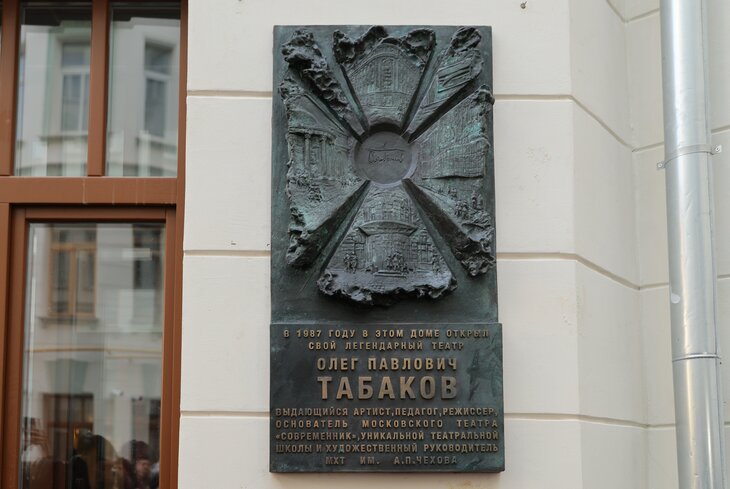 В 1987 ГОДУ В ЭТОМ ДОМЕ ОТКРЫЛ
СВОЙ ЛЕГЕНДАРНЫЙ ТЕАТР
ОЛЕГ ПАВЛОВИЧ
ТАБАКОВ
ВЫДАЮЩИЙСЯ АРТИСТ, ПЕДАГОГ, РЕЖИССЕР,
ОСНОВАТЕЛЬ МОСКОВСКОГО ТЕАТРА
«СОВРЕМЕННИК», УНИКАЛЬНОЙ ТЕАТРАЛЬНОЙ
ШКОЛЫ И ХУДОЖЕСТВЕННЫЙ РУКОВОДИТЕЛЬ
МХТ ИМ. А.П.ЧЕХОВА